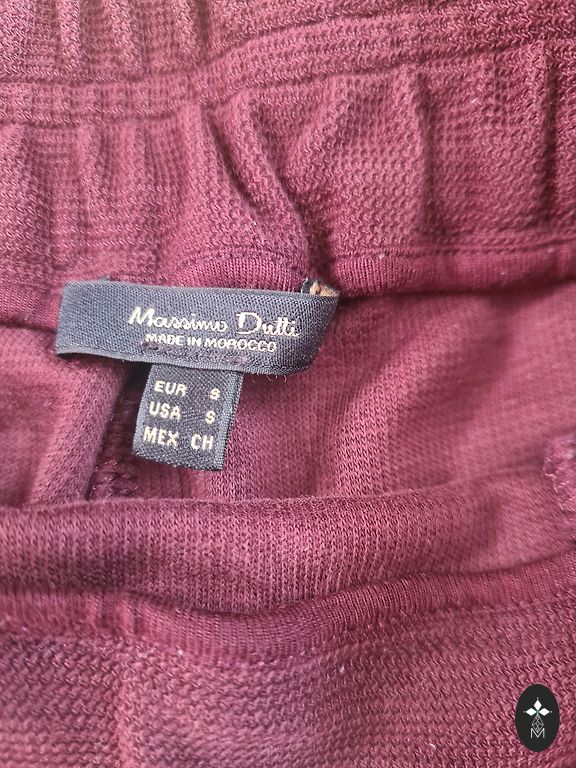 Massimo Dutti
MADE IN MOROCCO
EUR S
USA S
MEX CH
M